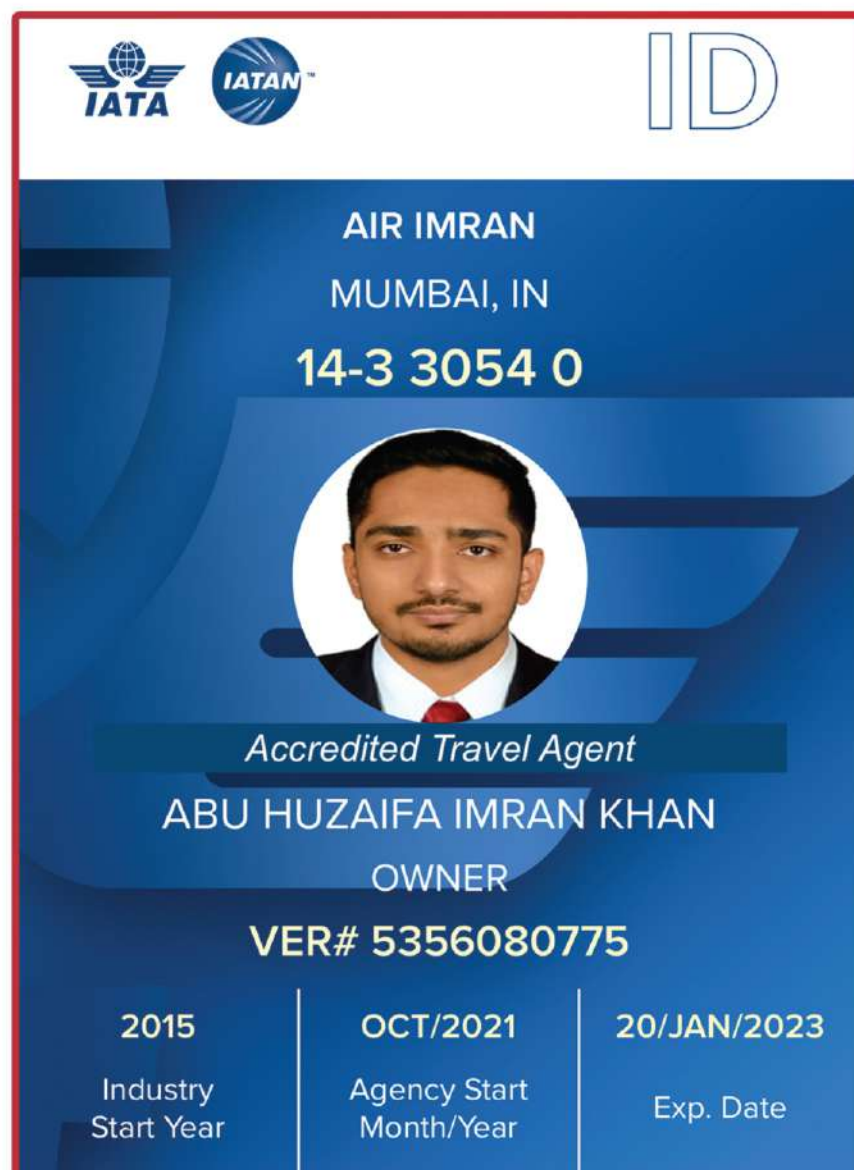 IATA
IATAN™
ID
AIR IMRAN
MUMBAI, IN
14-3 3054 0
Accredited Travel Agent
ABU HUZAIFA IMRAN KHAN
OWNER
VER# 5356080775
2015
Industry
Start Year
OCT/2021
Agency Start
Month/Year
20/JAN/2023
Exp. Date